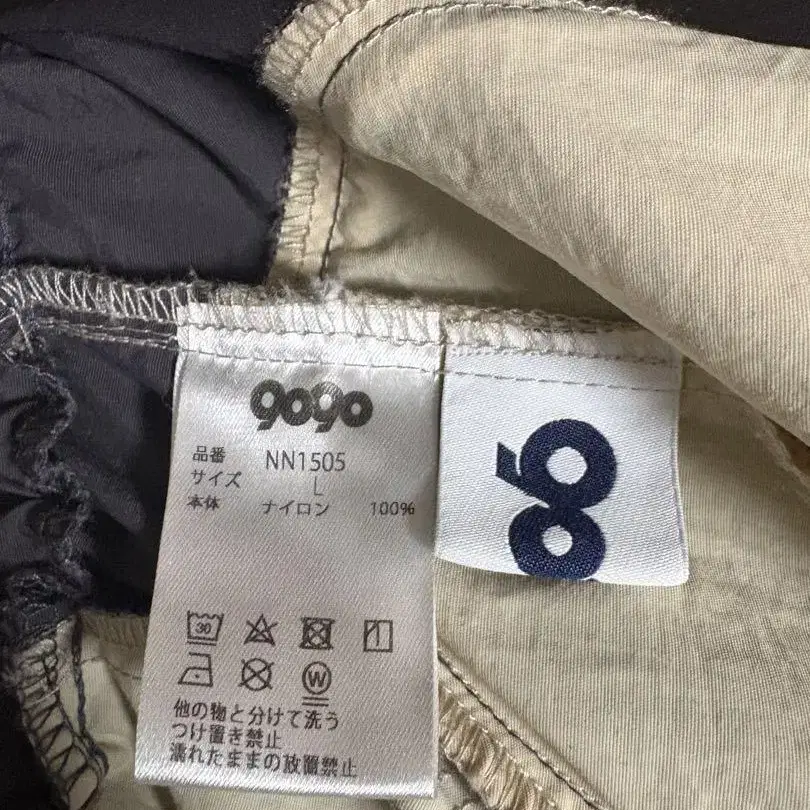 9090
品番 NN1505
サイズ L
本体 ナイロン 100%
30
W
他の物と分けて洗う
つけ置き禁止
濡れたままの放置禁止
90